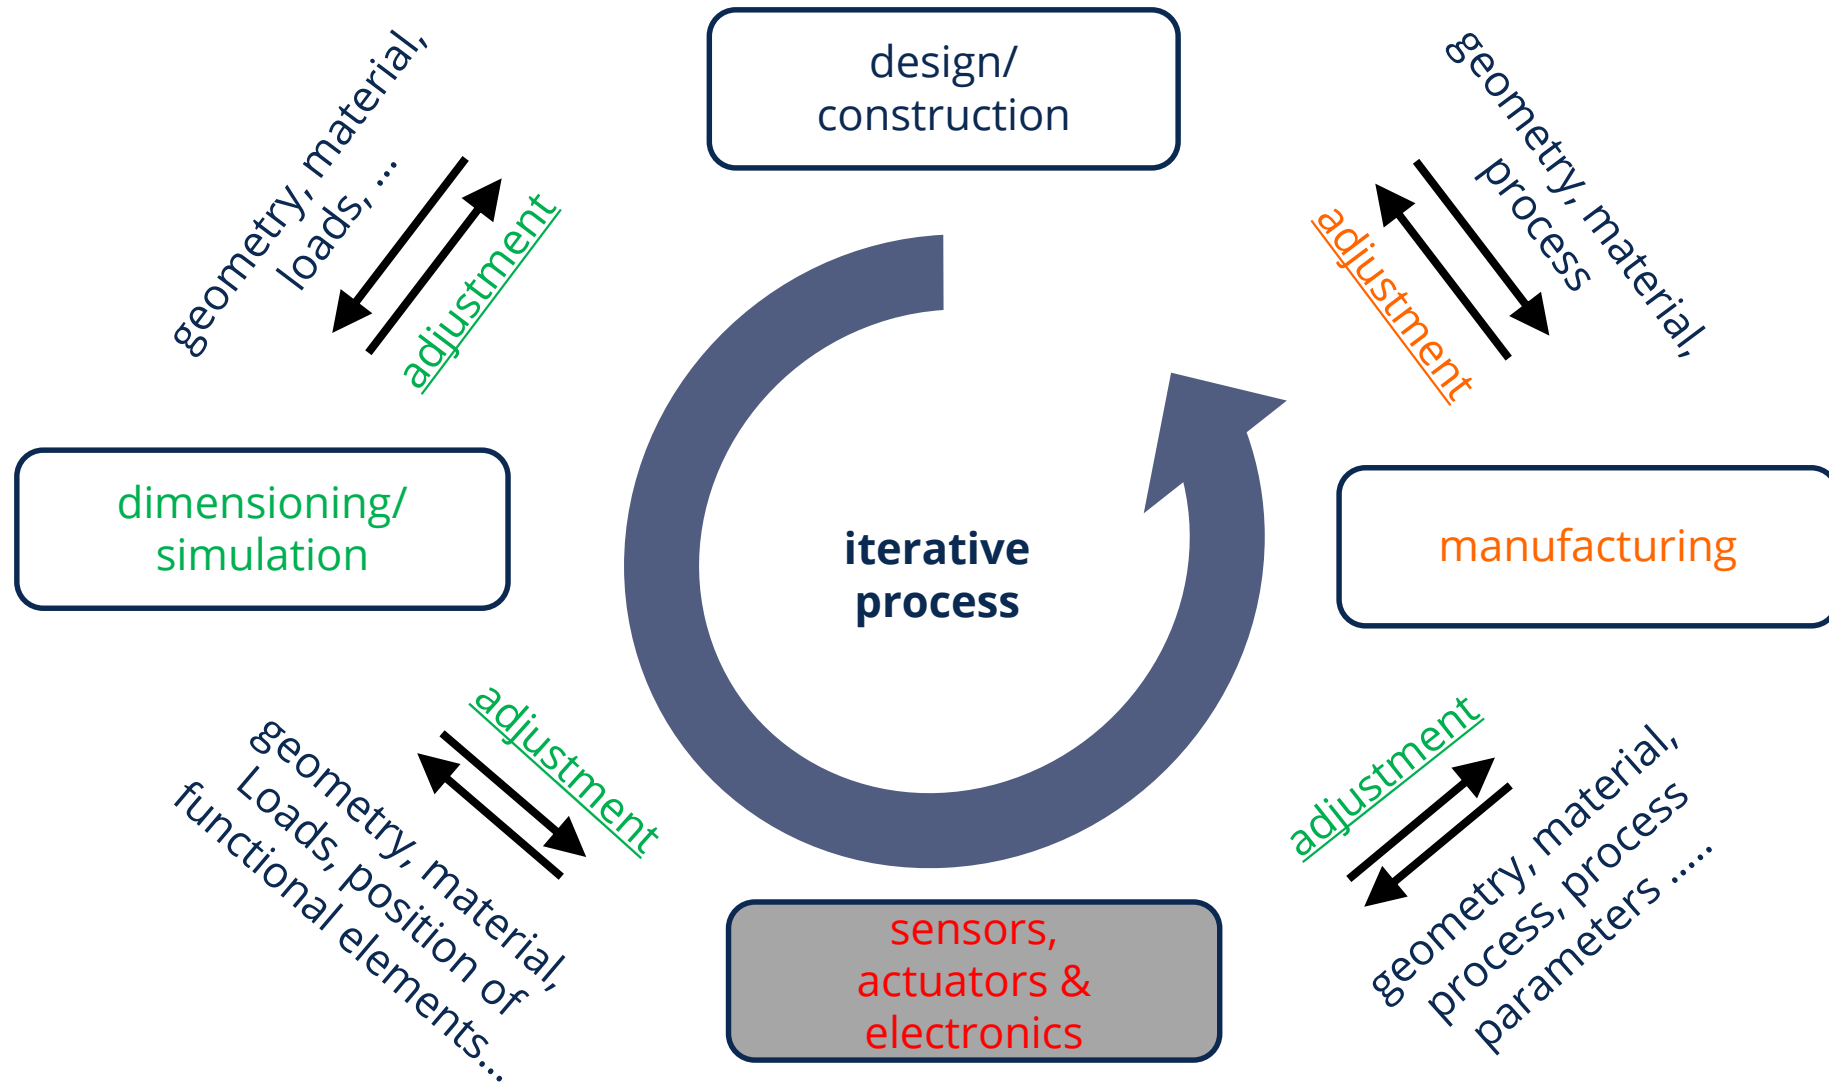 design/
construction
geometry, material,
loads, ...
adjustment
geometry, material,
process
adjustment
dimensioning/
simulation
iterative
process
manufacturing
adjustment
geometry, material,
Loads, position of
functional elements...
adjustment
geometry, material,
process, process
parameters .....
sensors,
actuators &
electronics